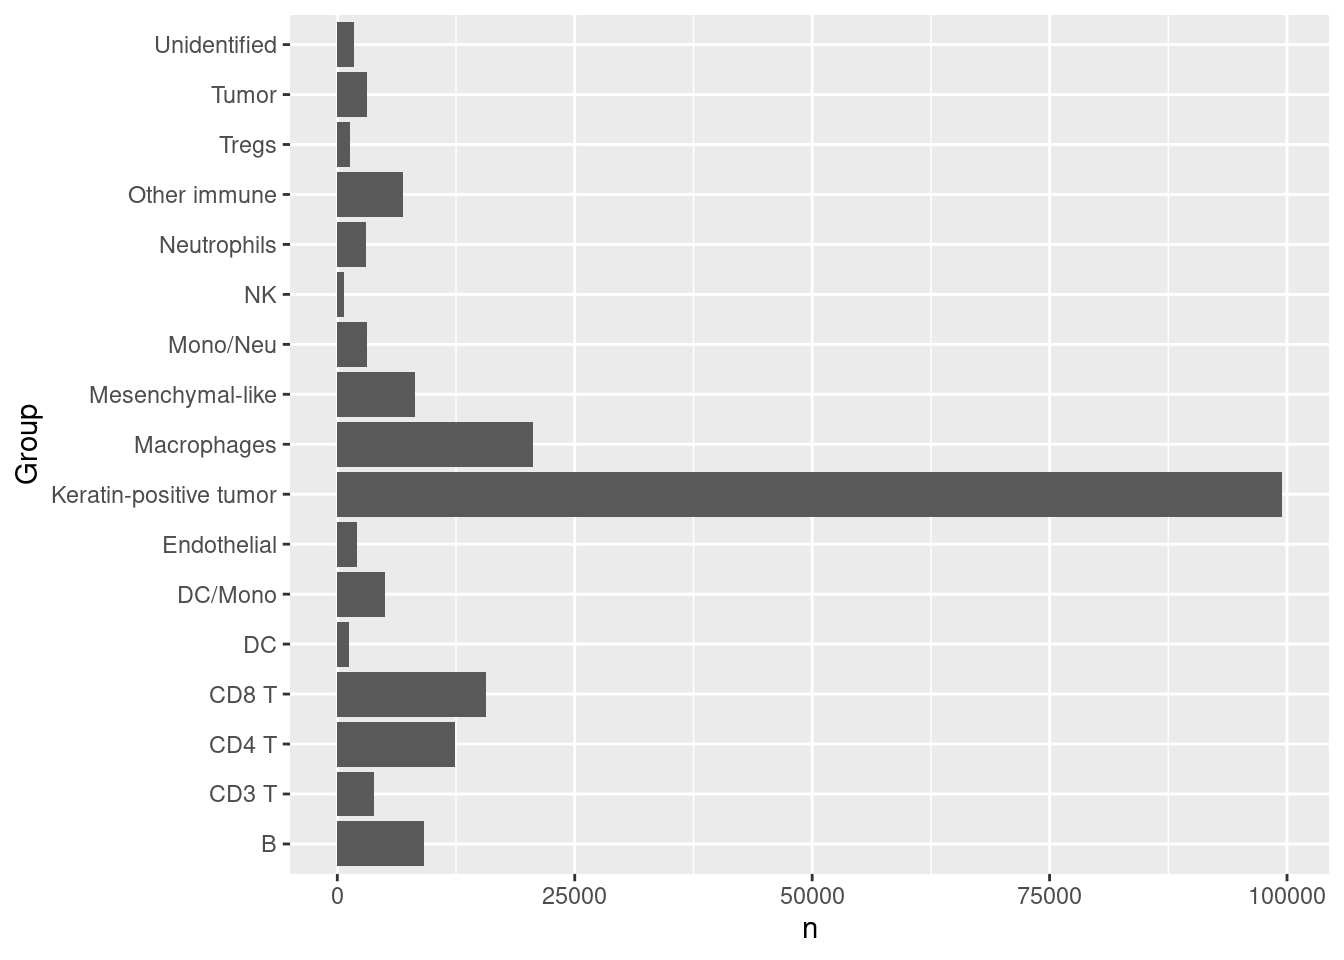 Unidentified
Tumor
Tregs
Other immune
Neutrophils
NK
Mono/Neu
Mesenchymal-like
Macrophages
Keratin-positive tumor
Endothelial
DC/Mono
DC
CD8 T
CD4 T
CD3 T
B
Group
0 25000 50000 75000 100000
n